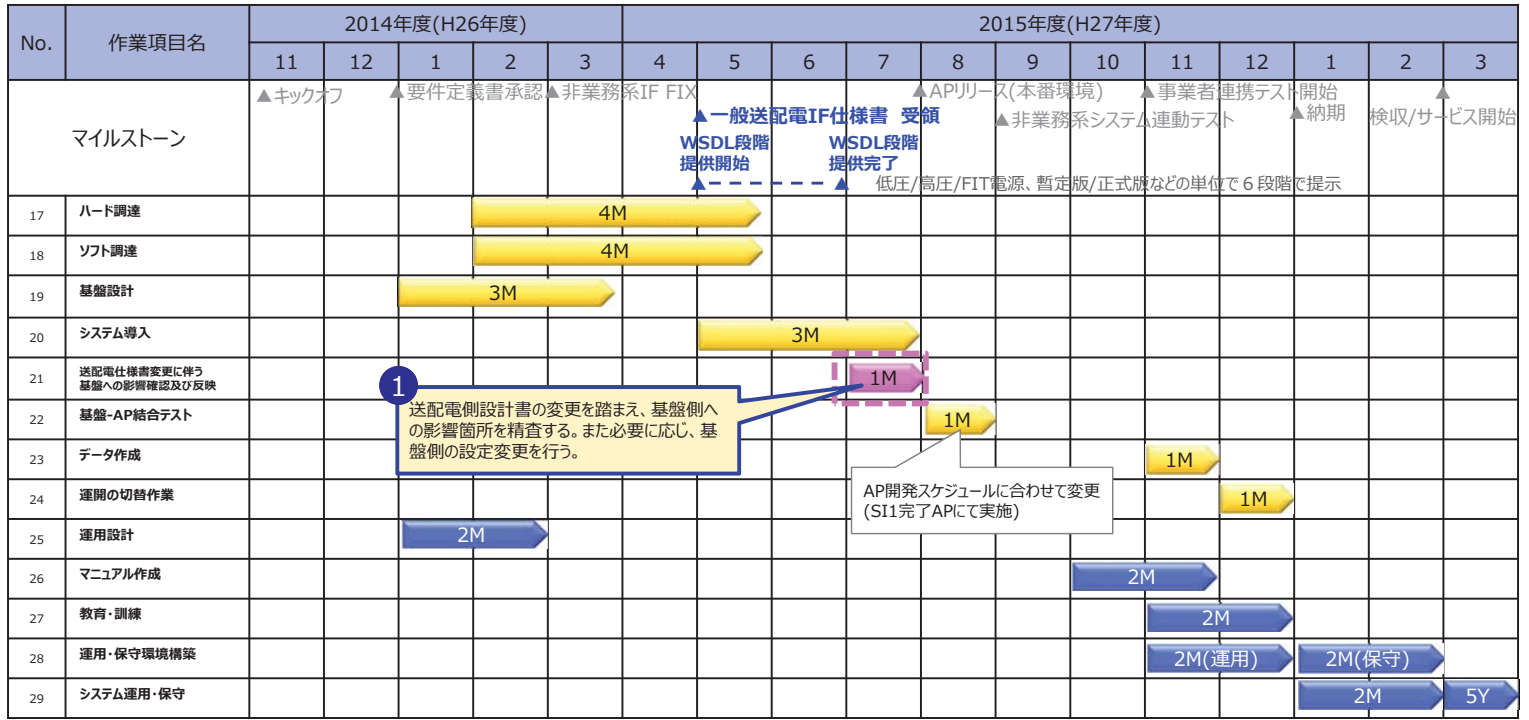 No.
作業項目名
2014年度(H26年度)
2015年度(H27年度)
11 12 1 2 3 4 5 6 7 8 9 10 11 12 1 2 3
マイルストーン
▲キックオフ
▲要件定義書承認
▲非業務系IF FIX
▲APリリース(本番環境)
▲事業者連携テスト開始
▲一般送配電IF仕様書 受領
▲非業務系システム連動テスト
▲納期
検収/サービス開始
WSDL段階
提供開始
WSDL段階
提供完了
低圧/高圧/FIT電源、暫定版/正式版などの単位で6段階で提示
17 ハード調達 4M
18 ソフト調達 4M
19 基盤設計 3M
20 システム導入 3M
21 送配電仕様書変更に伴う
基盤への影響確認及び反映 1M
1
送配電側設計書の変更を踏まえ、基盤側へ
の影響箇所を精査する。また必要に応じ、基
盤側の設定変更を行う。
22 基盤-AP結合テスト 1M
AP開発スケジュールに合わせて変更
(SI1完了APにて実施)
23 データ作成 1M
24 運開の切替作業 1M
25 運用設計 2M
26 マニュアル作成 2M
27 教育・訓練 2M
28 運用・保守環境構築 2M(運用) 2M(保守)
29 システム運用・保守 2M 5Y